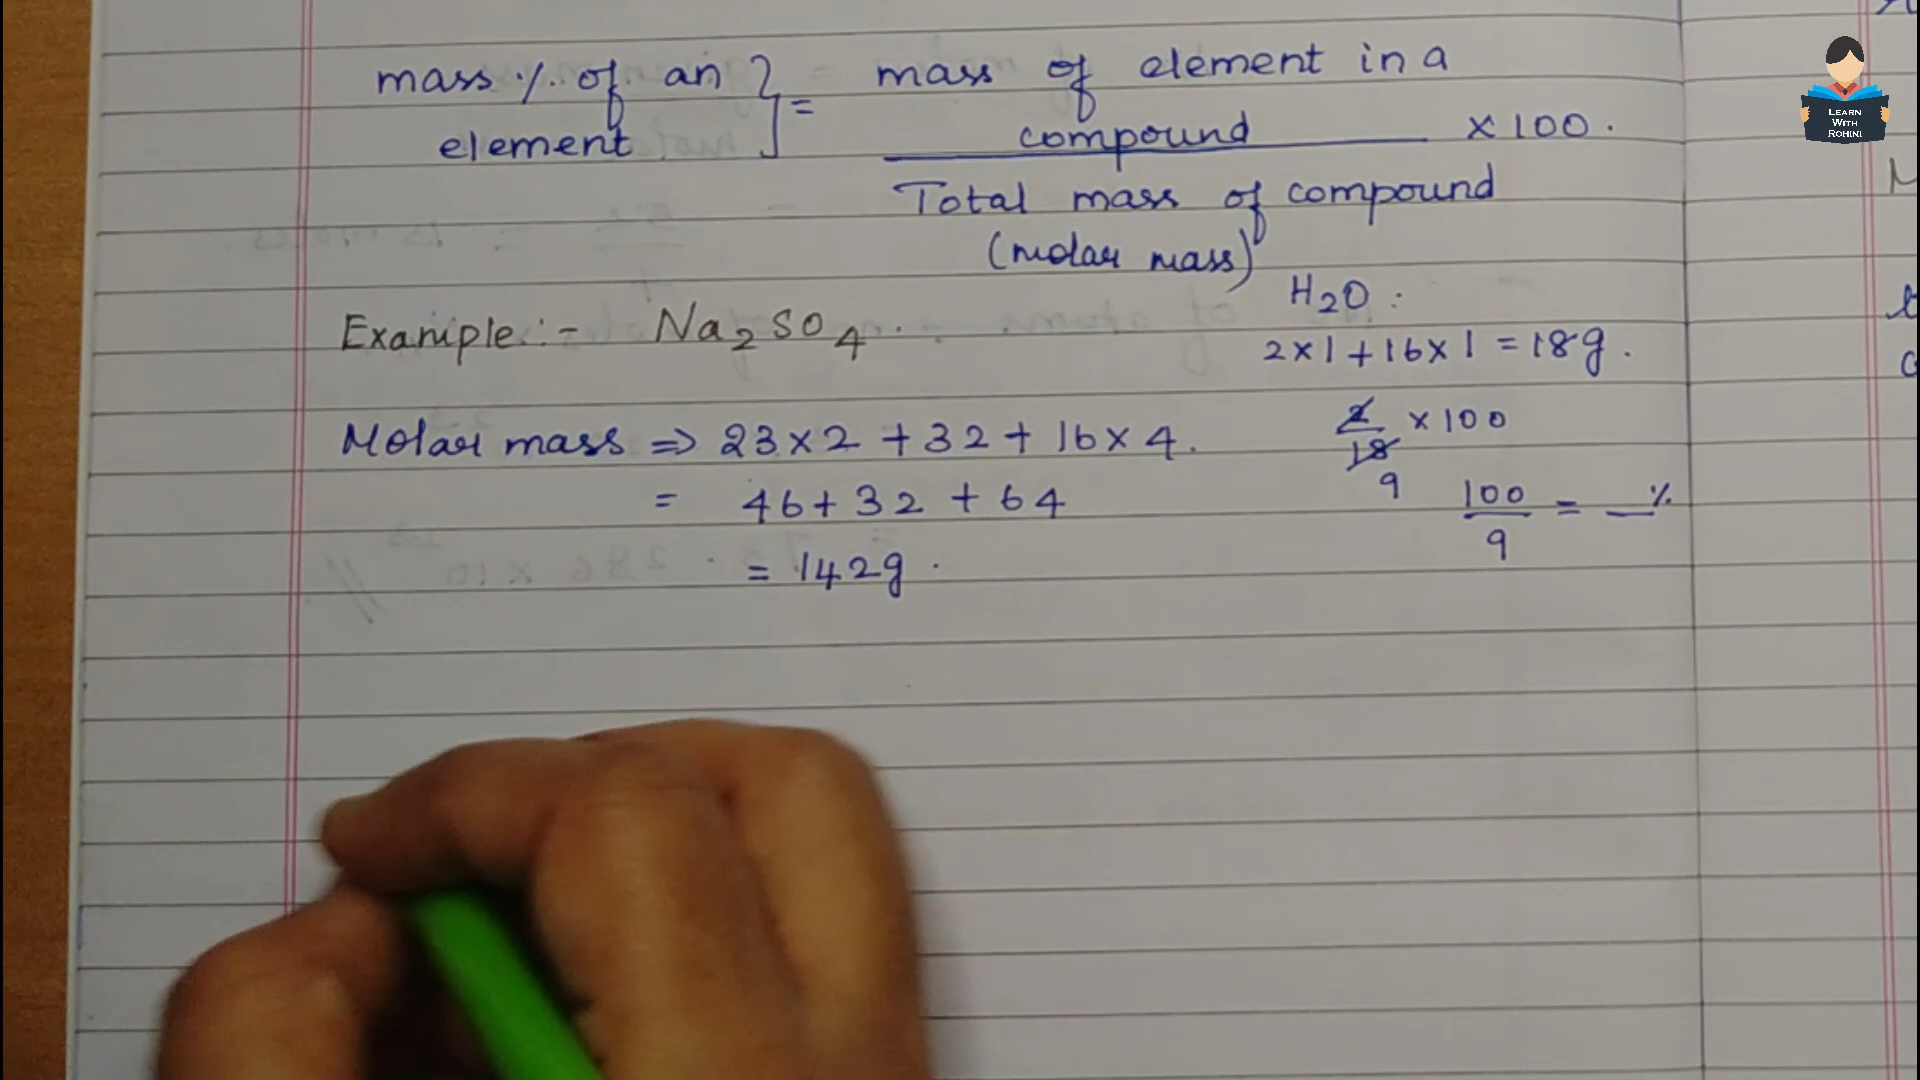 mass % of an } = mass of element in a
element compound × 100.
Total mass of compound
(molar mass)
H2O :
Example :- Na2SO4.
2×1+16×1 = 18g.
Molar mass ⇒ 23×2 + 32 + 16×4.
2/18 × 100
9
= 46+32 + 64
100/9 = __%
= 142g.
LEARN
WITH
ROHINI